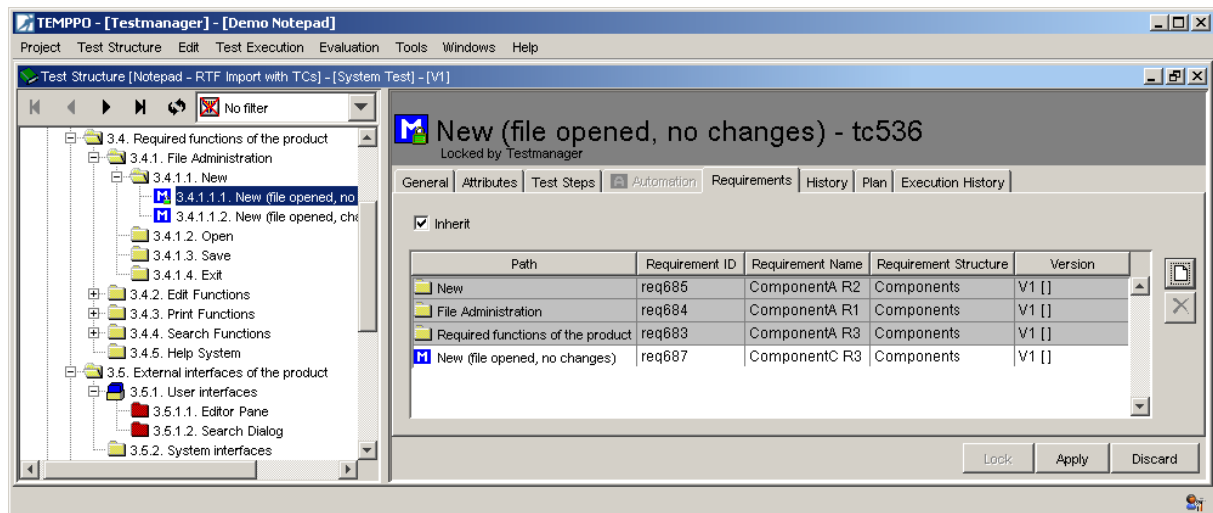 TEMPPO - [Testmanager] - [Demo Notepad]
Project Test Structure Edit Test Execution Evaluation Tools Windows Help
Test Structure [Notepad - RTF Import with TCs] - [System Test] - [V1]
No filter
3.4. Required functions of the product
3.4.1. File Administration
3.4.1.1. New
3.4.1.1.1. New (file opened, no
3.4.1.1.2. New (file opened, cha
3.4.1.2. Open
3.4.1.3. Save
3.4.1.4. Exit
3.4.2. Edit Functions
3.4.3. Print Functions
3.4.4. Search Functions
3.4.5. Help System
3.5. External interfaces of the product
3.5.1. User interfaces
3.5.1.1. Editor Pane
3.5.1.2. Search Dialog
3.5.2. System interfaces
M New (file opened, no changes) - tc536
Locked by Testmanager
General Attributes Test Steps A Automation Requirements History Plan Execution History
Inherit
Path Requirement ID Requirement Name Requirement Structure Version
New req685 ComponentA R2 Components V1 []
File Administration req684 ComponentA R1 Components V1 []
Required functions of the product req683 ComponentA R3 Components V1 []
M New (file opened, no changes) req687 ComponentC R3 Components V1 []
Lock Apply Discard